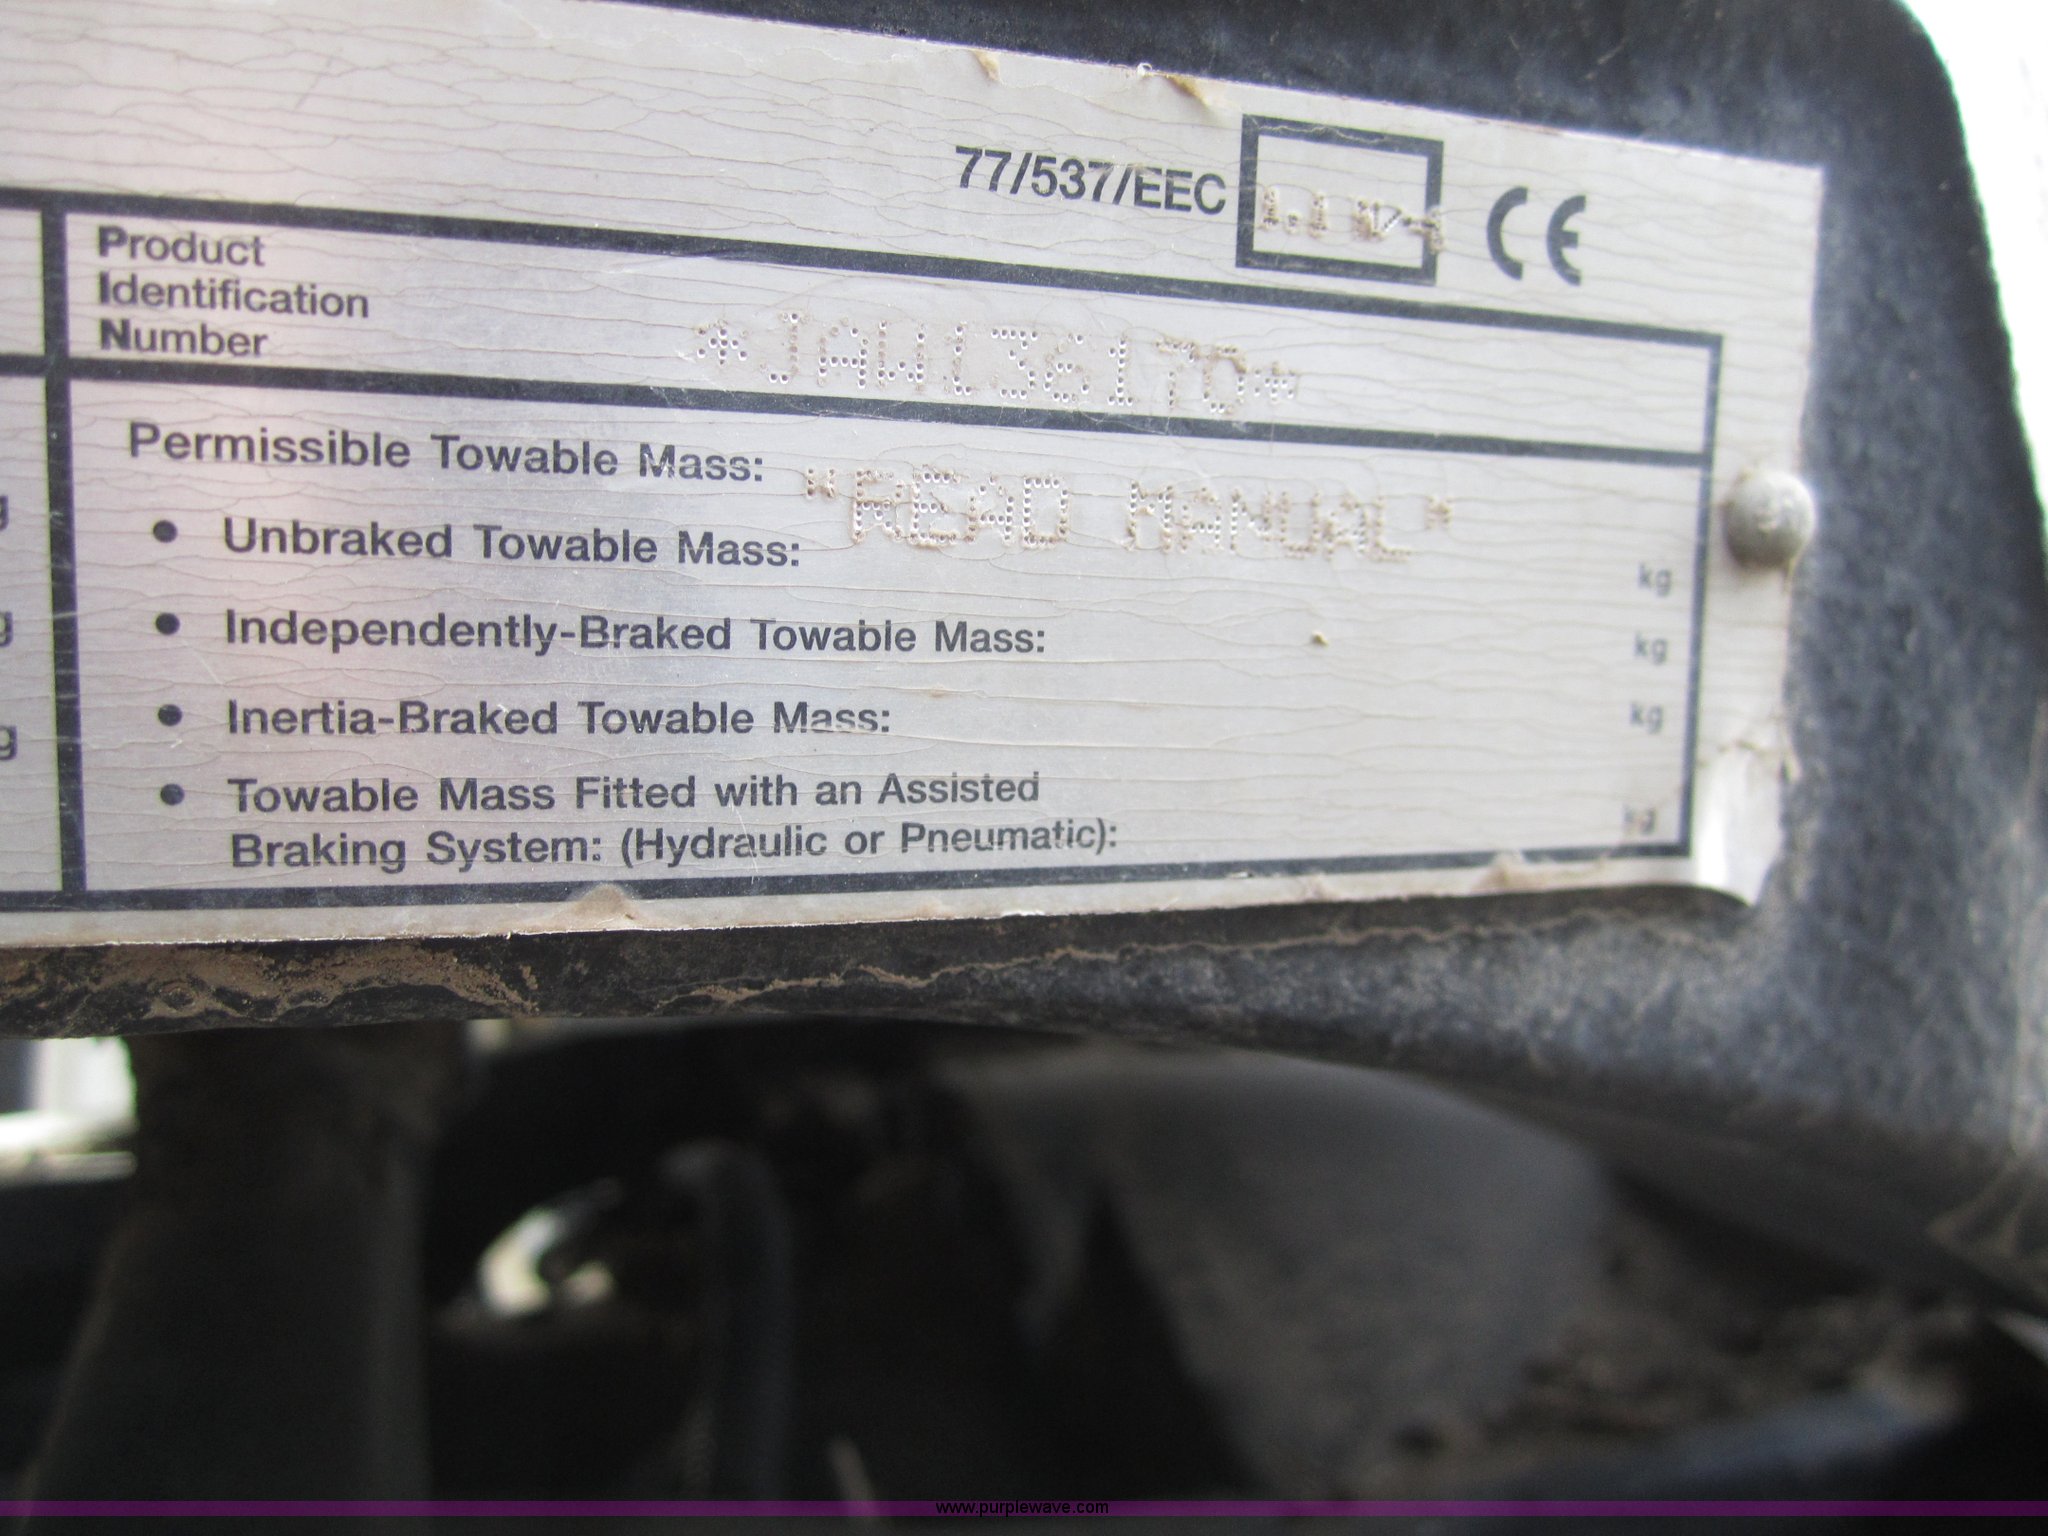 77/537/EEC
CE
Product
Identification
Number
*JAWL36170*
Permissible Towable Mass:
"READ MANUAL"
• Unbraked Towable Mass:
kg
• Independently-Braked Towable Mass:
kg
• Inertia-Braked Towable Mass:
kg
• Towable Mass Fitted with an Assisted
Braking System: (Hydraulic or Pneumatic):
kg
g
g
g
www.purplewave.com